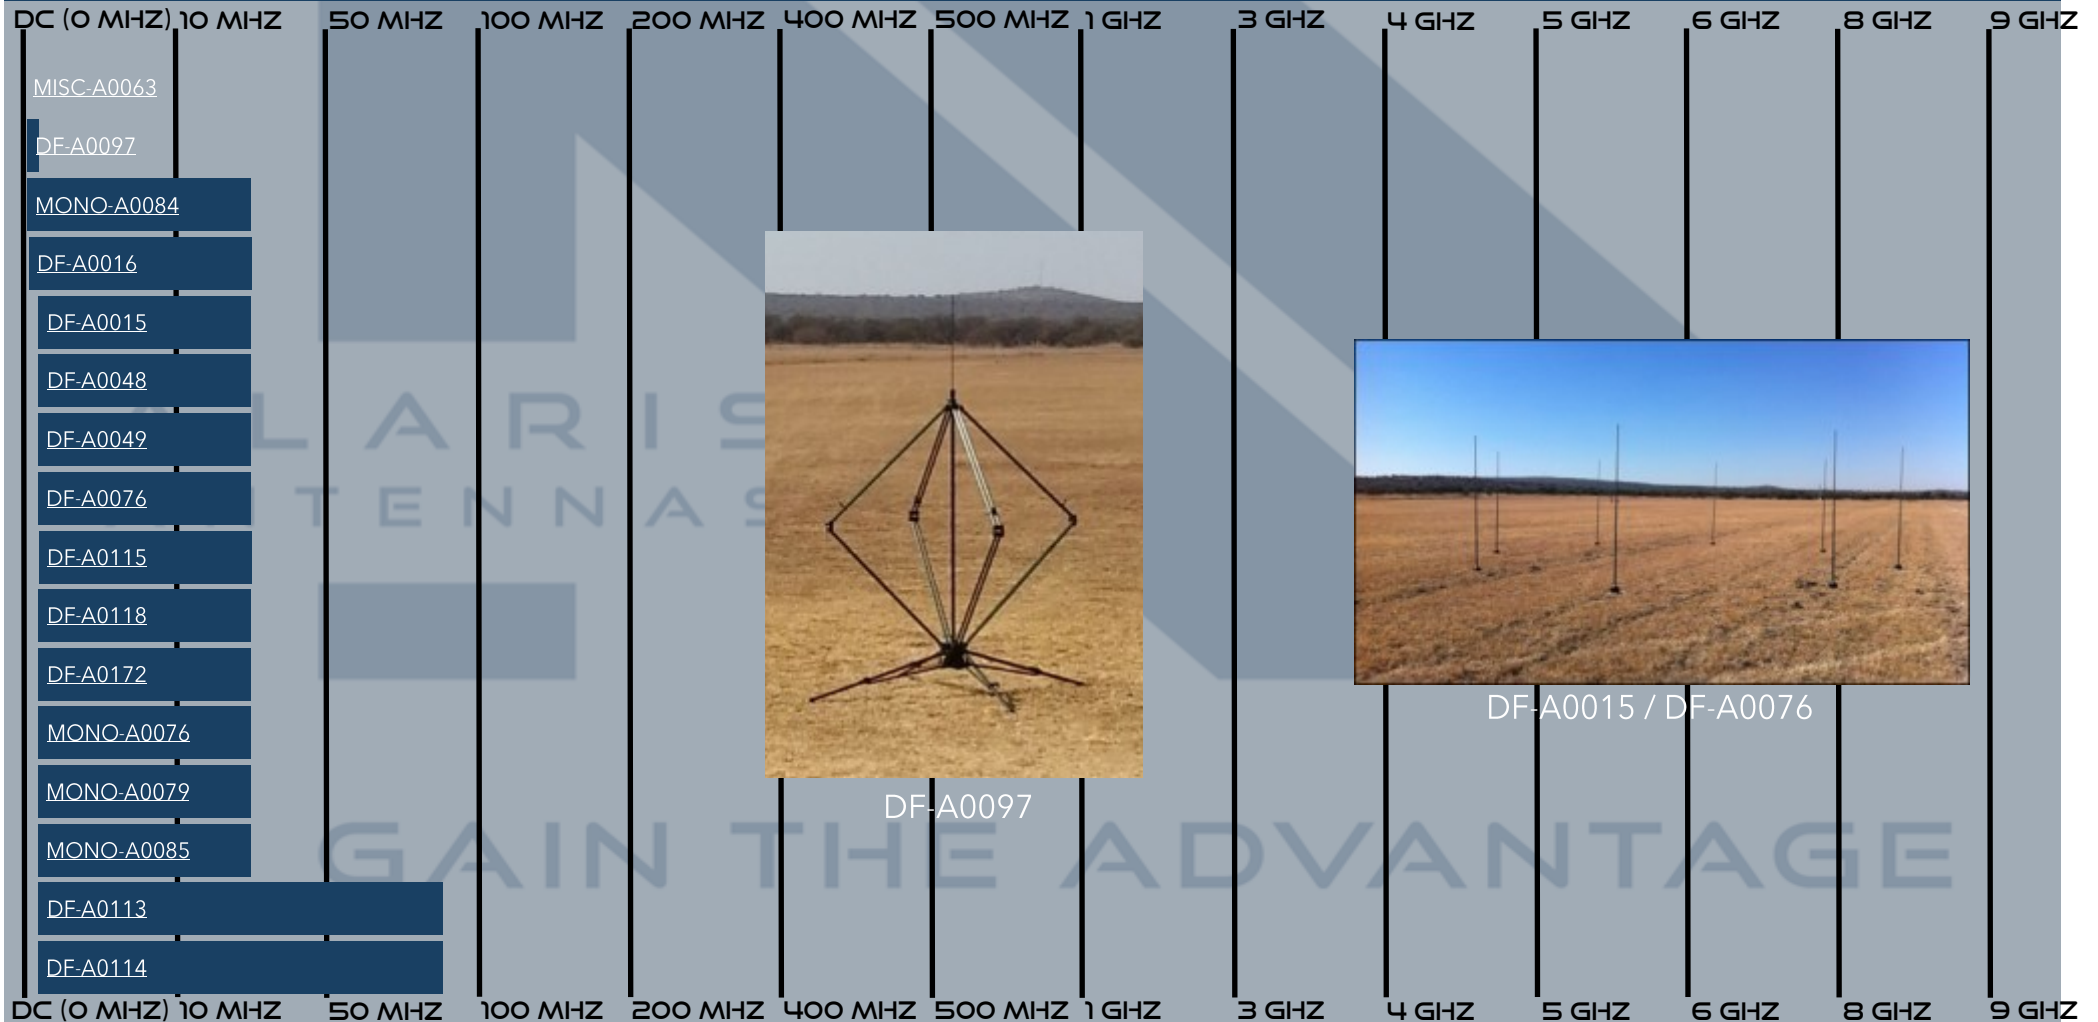 DC (0 MHZ) 10 MHZ 50 MHZ 100 MHZ 200 MHZ 400 MHZ 500 MHZ 1 GHZ 3 GHZ 4 GHZ 5 GHZ 6 GHZ 8 GHZ 9 GHZ
MISC-A0063
DF-A0097
MONO-A0084
DF-A0016
DF-A0015
DF-A0048
DF-A0049
DF-A0076
DF-A0115
DF-A0118
DF-A0172
MONO-A0076
MONO-A0079
MONO-A0085
DF-A0113
DF-A0114
ALARIS
ANTENNAS
DF-A0097
DF-A0015 / DF-A0076
GAIN THE ADVANTAGE
DC (0 MHZ) 10 MHZ 50 MHZ 100 MHZ 200 MHZ 400 MHZ 500 MHZ 1 GHZ 3 GHZ 4 GHZ 5 GHZ 6 GHZ 8 GHZ 9 GHZ